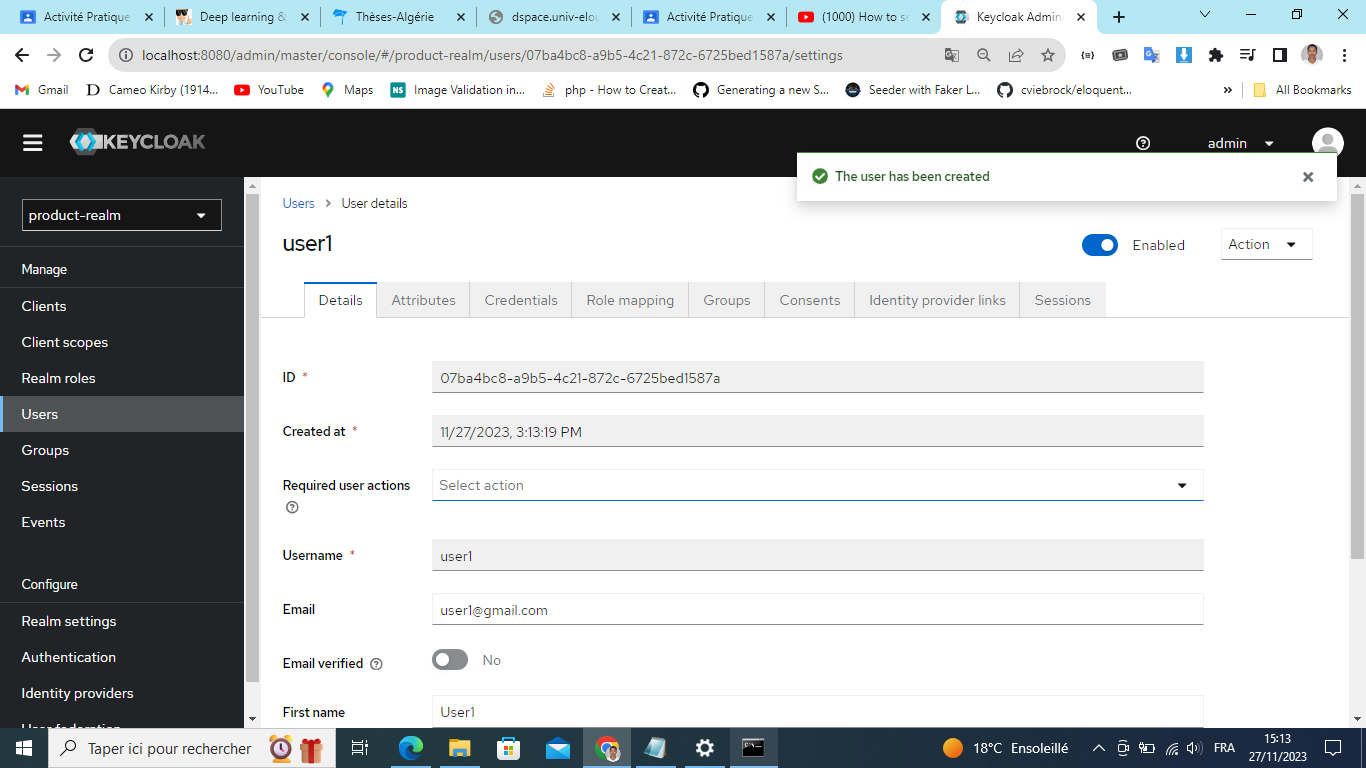 Activité Pratique
Deep learning &
Thèses-Algérie
dspace.univ-elou
Activité Pratique
(1000) How to se
Keycloak Admin
localhost:8080/admin/master/console/#/product-realm/users/07ba4bc8-a9b5-4c21-872c-6725bed1587a/settings
Gmail
Cameo Kirby (1914...
YouTube
Maps
Image Validation in...
php - How to Creat...
Generating a new S...
Seeder with Faker L...
cviebrock/eloquent...
»
All Bookmarks
KEYCLOAK
admin
The user has been created
product-realm
Manage
Clients
Client scopes
Realm roles
Users
Groups
Sessions
Events
Configure
Realm settings
Authentication
Identity providers
User federation
Users > User details
user1
Enabled
Action
Details
Attributes
Credentials
Role mapping
Groups
Consents
Identity provider links
Sessions
ID *
07ba4bc8-a9b5-4c21-872c-6725bed1587a
Created at *
11/27/2023, 3:13:19 PM
Required user actions
Select action
Username *
user1
Email
user1@gmail.com
Email verified
No
First name
User1
Taper ici pour rechercher
18°C Ensoleillé
FRA
15:13
27/11/2023